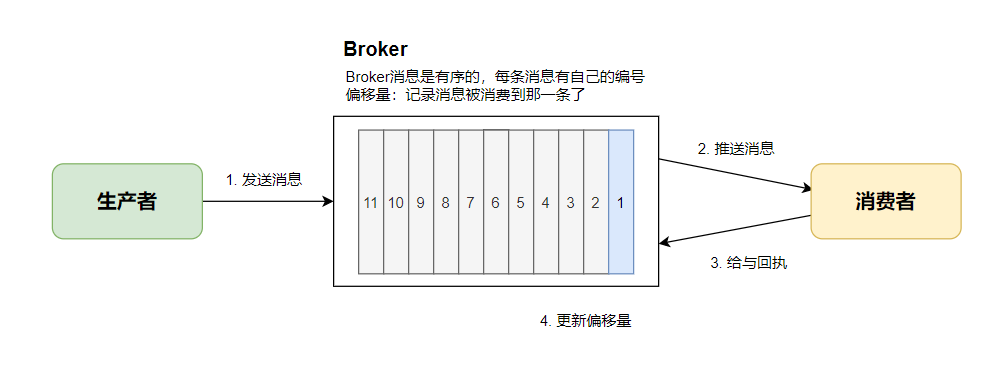 Broker
Broker消息是有序的，每条消息有自己的编号
偏移量：记录消息被消费到那一条了
生产者
1. 发送消息
11 10 9 8 7 6 5 4 3 2 1
2. 推送消息
消费者
3. 给与回执
4. 更新偏移量